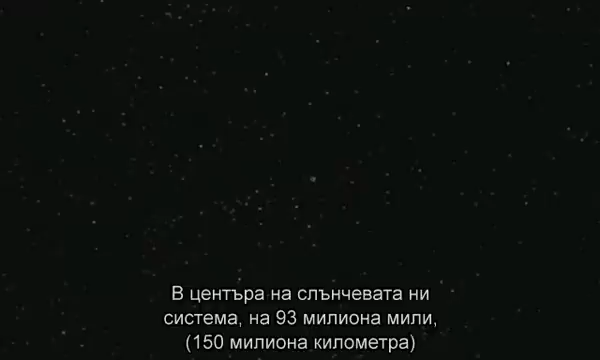 В центъра на слънчевата ни
система, на 93 милиона мили,
(150 милиона километра)